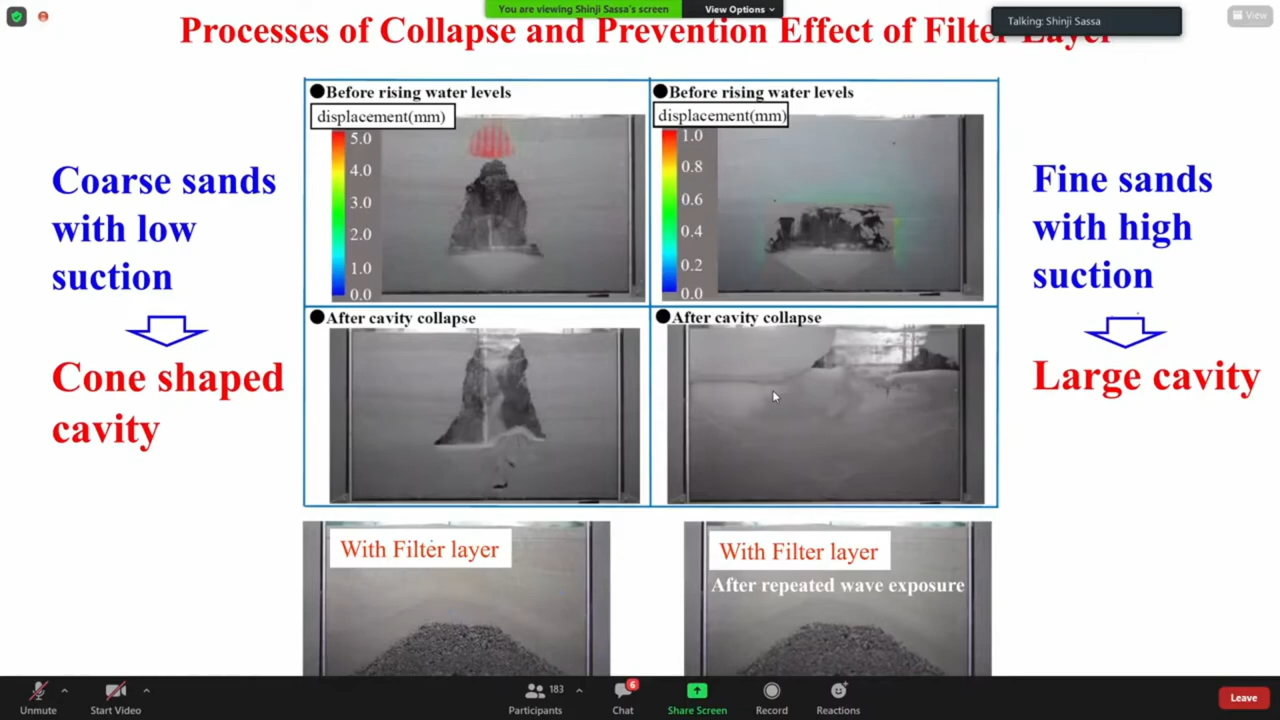 You are viewing Shinji Sassa's screen
View Options
Talking: Shinji Sassa
View
Processes of Collapse and Prevention Effect of Filter Layer
Coarse sands
with low
suction
Cone shaped
cavity
●Before rising water levels
displacement(mm)
5.0
4.0
3.0
2.0
1.0
0.0
●Before rising water levels
displacement(mm)
1.0
0.8
0.6
0.4
0.2
0.0
●After cavity collapse
●After cavity collapse
Fine sands
with high
suction
Large cavity
With Filter layer
With Filter layer
After repeated wave exposure
Unmute
Start Video
183
Participants
6
Chat
Share Screen
Record
Reactions
Leave